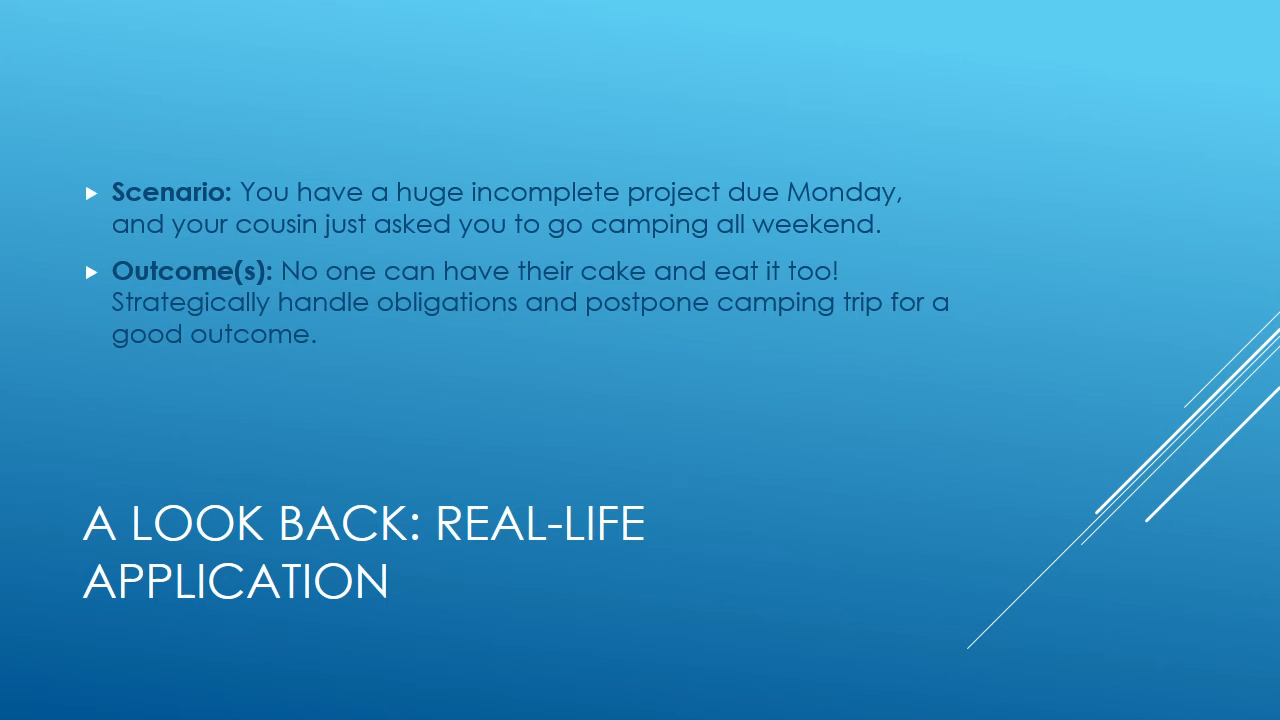 Scenario: You have a huge incomplete project due Monday,
and your cousin just asked you to go camping all weekend.
Outcome(s): No one can have their cake and eat it too!
Strategically handle obligations and postpone camping trip for a
good outcome.
A LOOK BACK: REAL-LIFE
APPLICATION